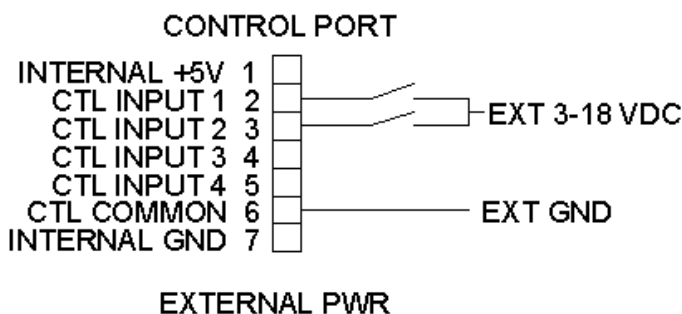 CONTROL PORT
INTERNAL +5V 1
CTL INPUT 1 2
CTL INPUT 2 3
CTL INPUT 3 4
CTL INPUT 4 5
CTL COMMON 6
INTERNAL GND 7
EXT 3-18 VDC
EXT GND
EXTERNAL PWR